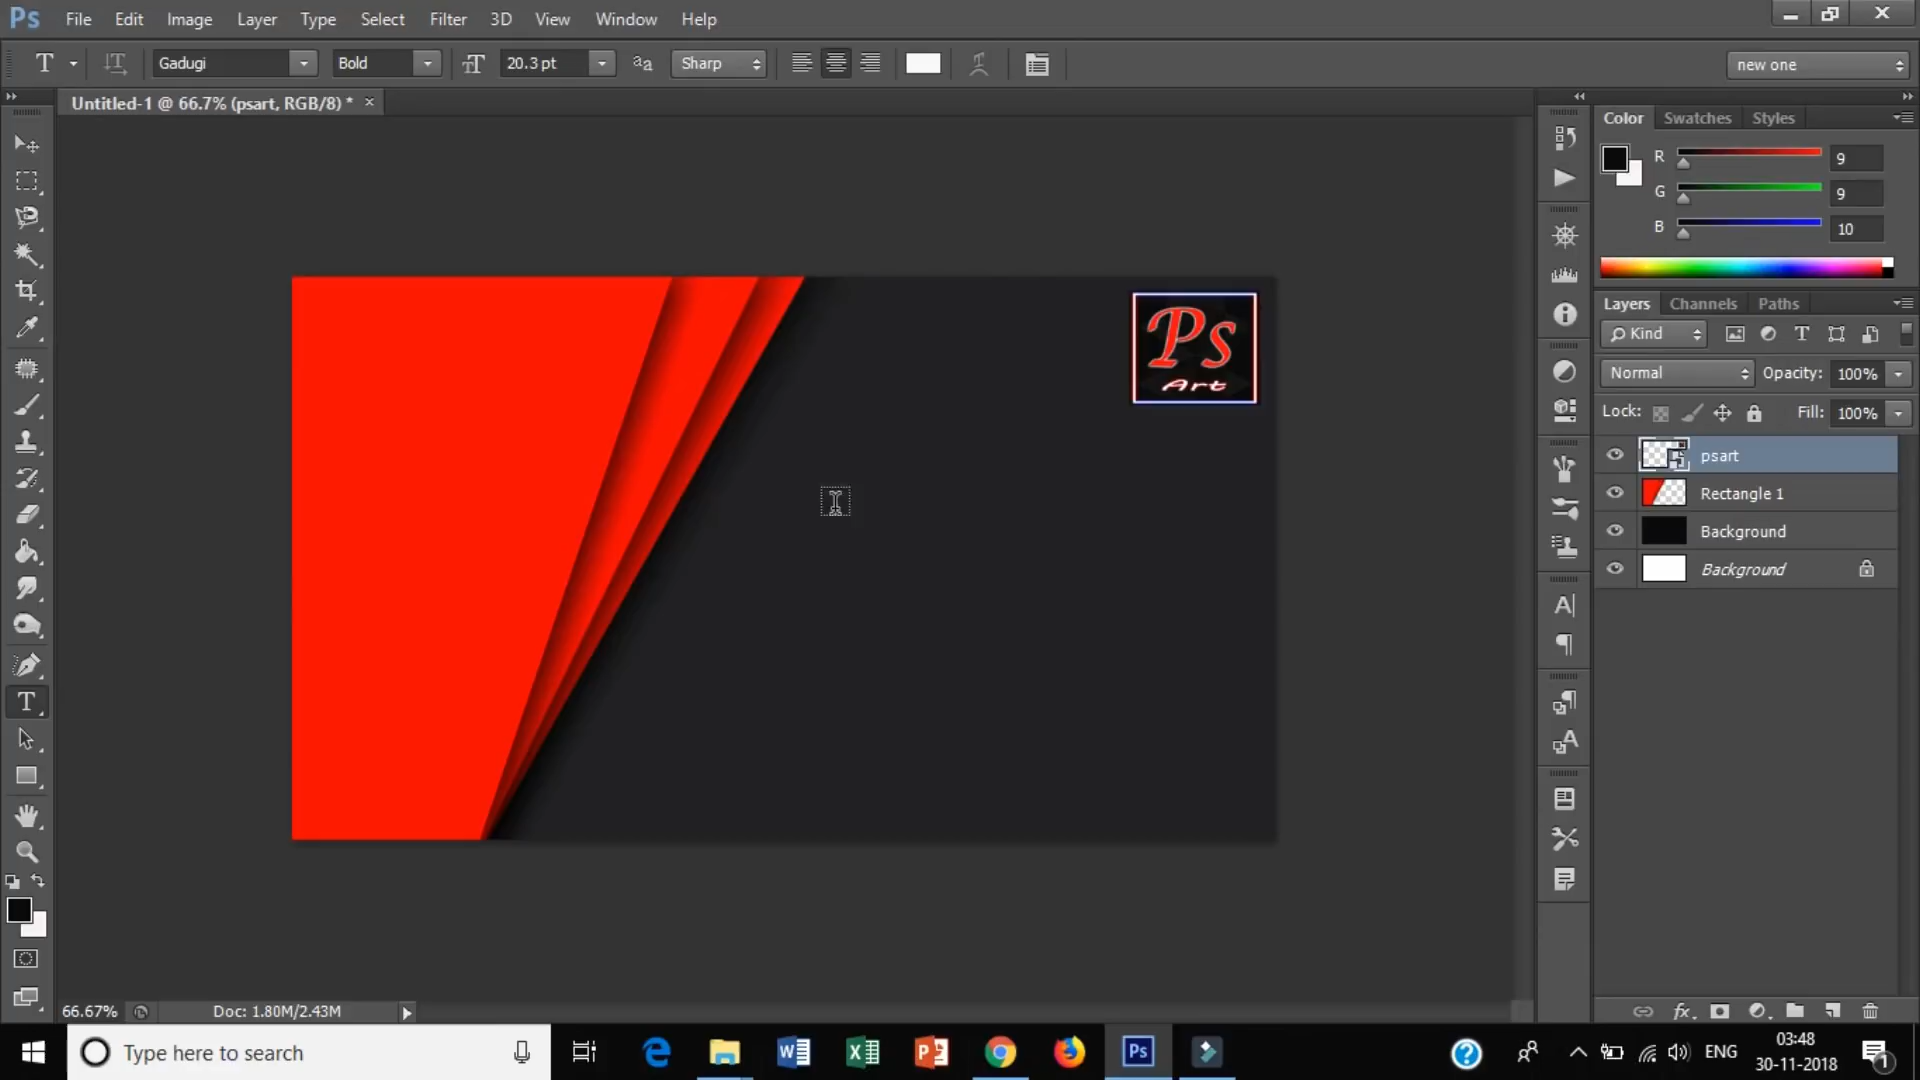 Ps File Edit Image Layer Type Select Filter 3D View Window Help
T Gadugi Bold 20.3 pt aa Sharp new one
Untitled-1 @ 66.7% (psart, RGB/8) * ×
Color Swatches Styles
R 9
G 9
B 10
Layers Channels Paths
Kind
Normal Opacity: 100%
Lock: Fill: 100%
psart
Rectangle 1
Background
Background
Ps
Art
66.67% Doc: 1.80M/2.43M
Type here to search
ENG
03:48
30-11-2018
1